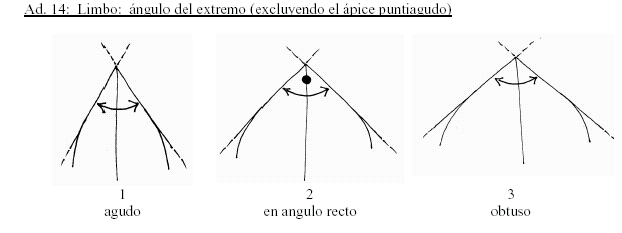 Ad. 14: Limbo: ángulo del extremo (excluyendo el ápice puntiagudo)
1 2 3
agudo en angulo recto obtuso